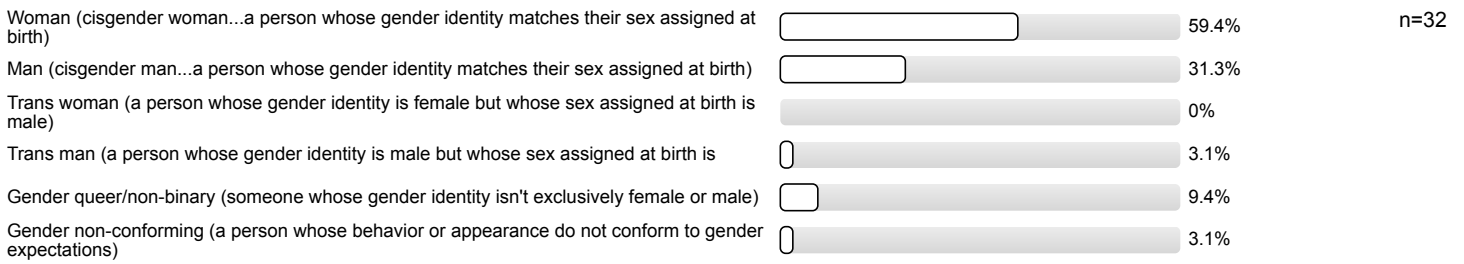 Woman (cisgender woman...a person whose gender identity matches their sex assigned at
birth)
59.4%
n=32
Man (cisgender man...a person whose gender identity matches their sex assigned at birth)
31.3%
Trans woman (a person whose gender identity is female but whose sex assigned at birth is
male)
0%
Trans man (a person whose gender identity is male but whose sex assigned at birth is
3.1%
Gender queer/non-binary (someone whose gender identity isn't exclusively female or male)
9.4%
Gender non-conforming (a person whose behavior or appearance do not conform to gender
expectations)
3.1%